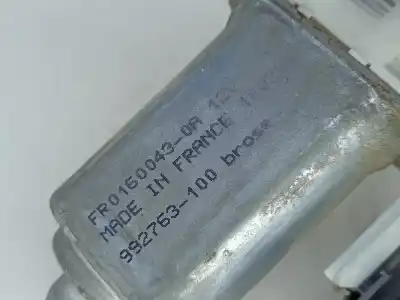 FR0160043-0A 12V
MADE IN FRANCE
992763-100 brose